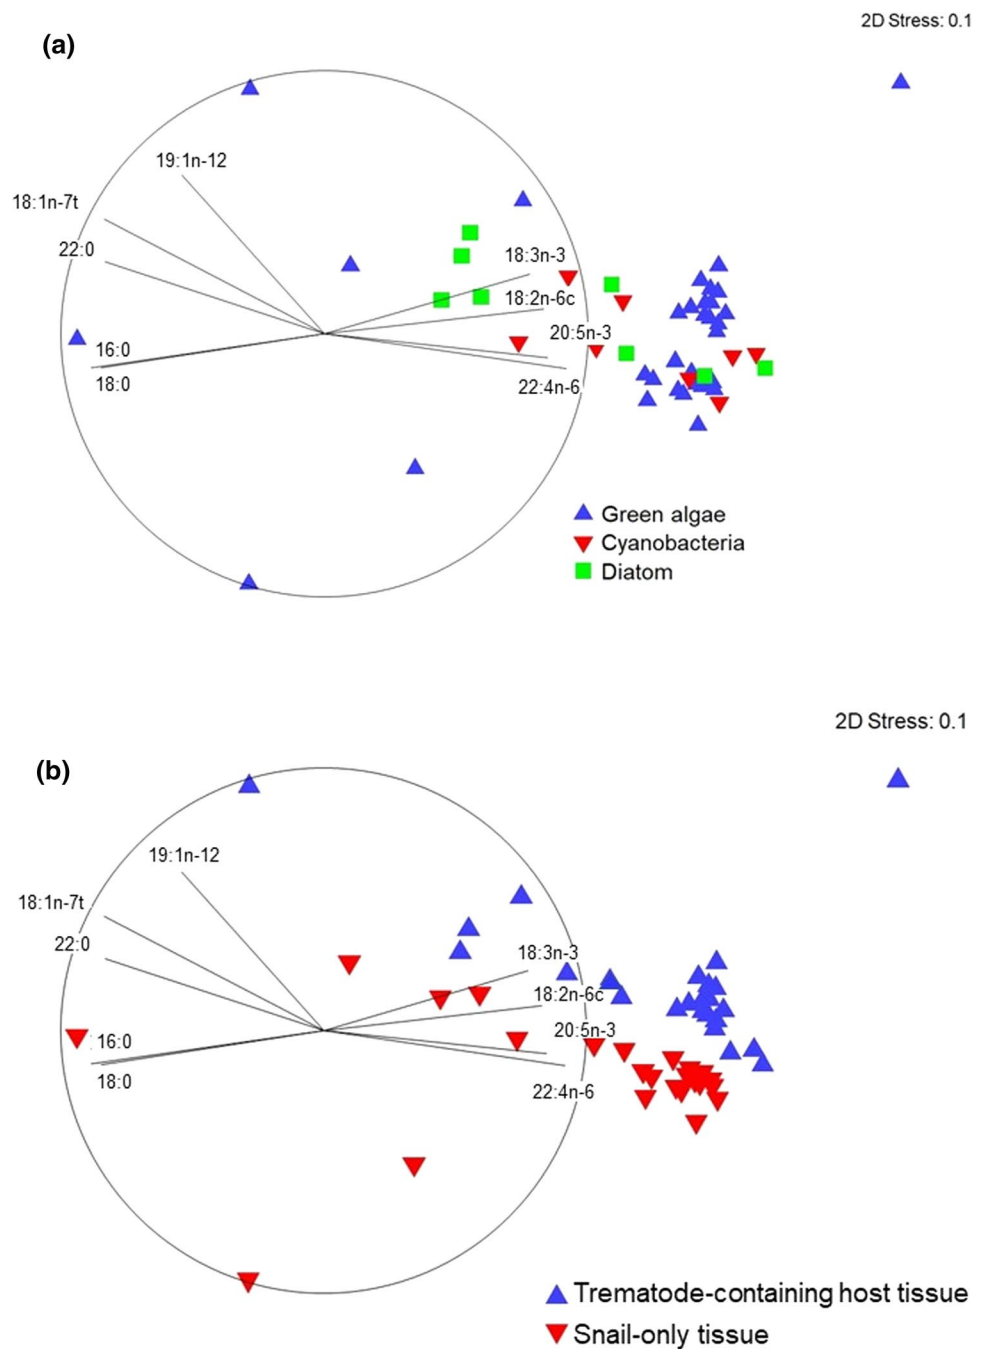 2D Stress: 0.1
(a)
19:1n-12
18:1n-7t
22:0
18:3n-3
18:2n-6c
20:5n-3
16:0
18:0
22:4n-6
Green algae
Cyanobacteria
Diatom
2D Stress: 0.1
(b)
19:1n-12
18:1n-7t
22:0
18:3n-3
18:2n-6c
20:5n-3
16:0
18:0
22:4n-6
Trematode-containing host tissue
Snail-only tissue